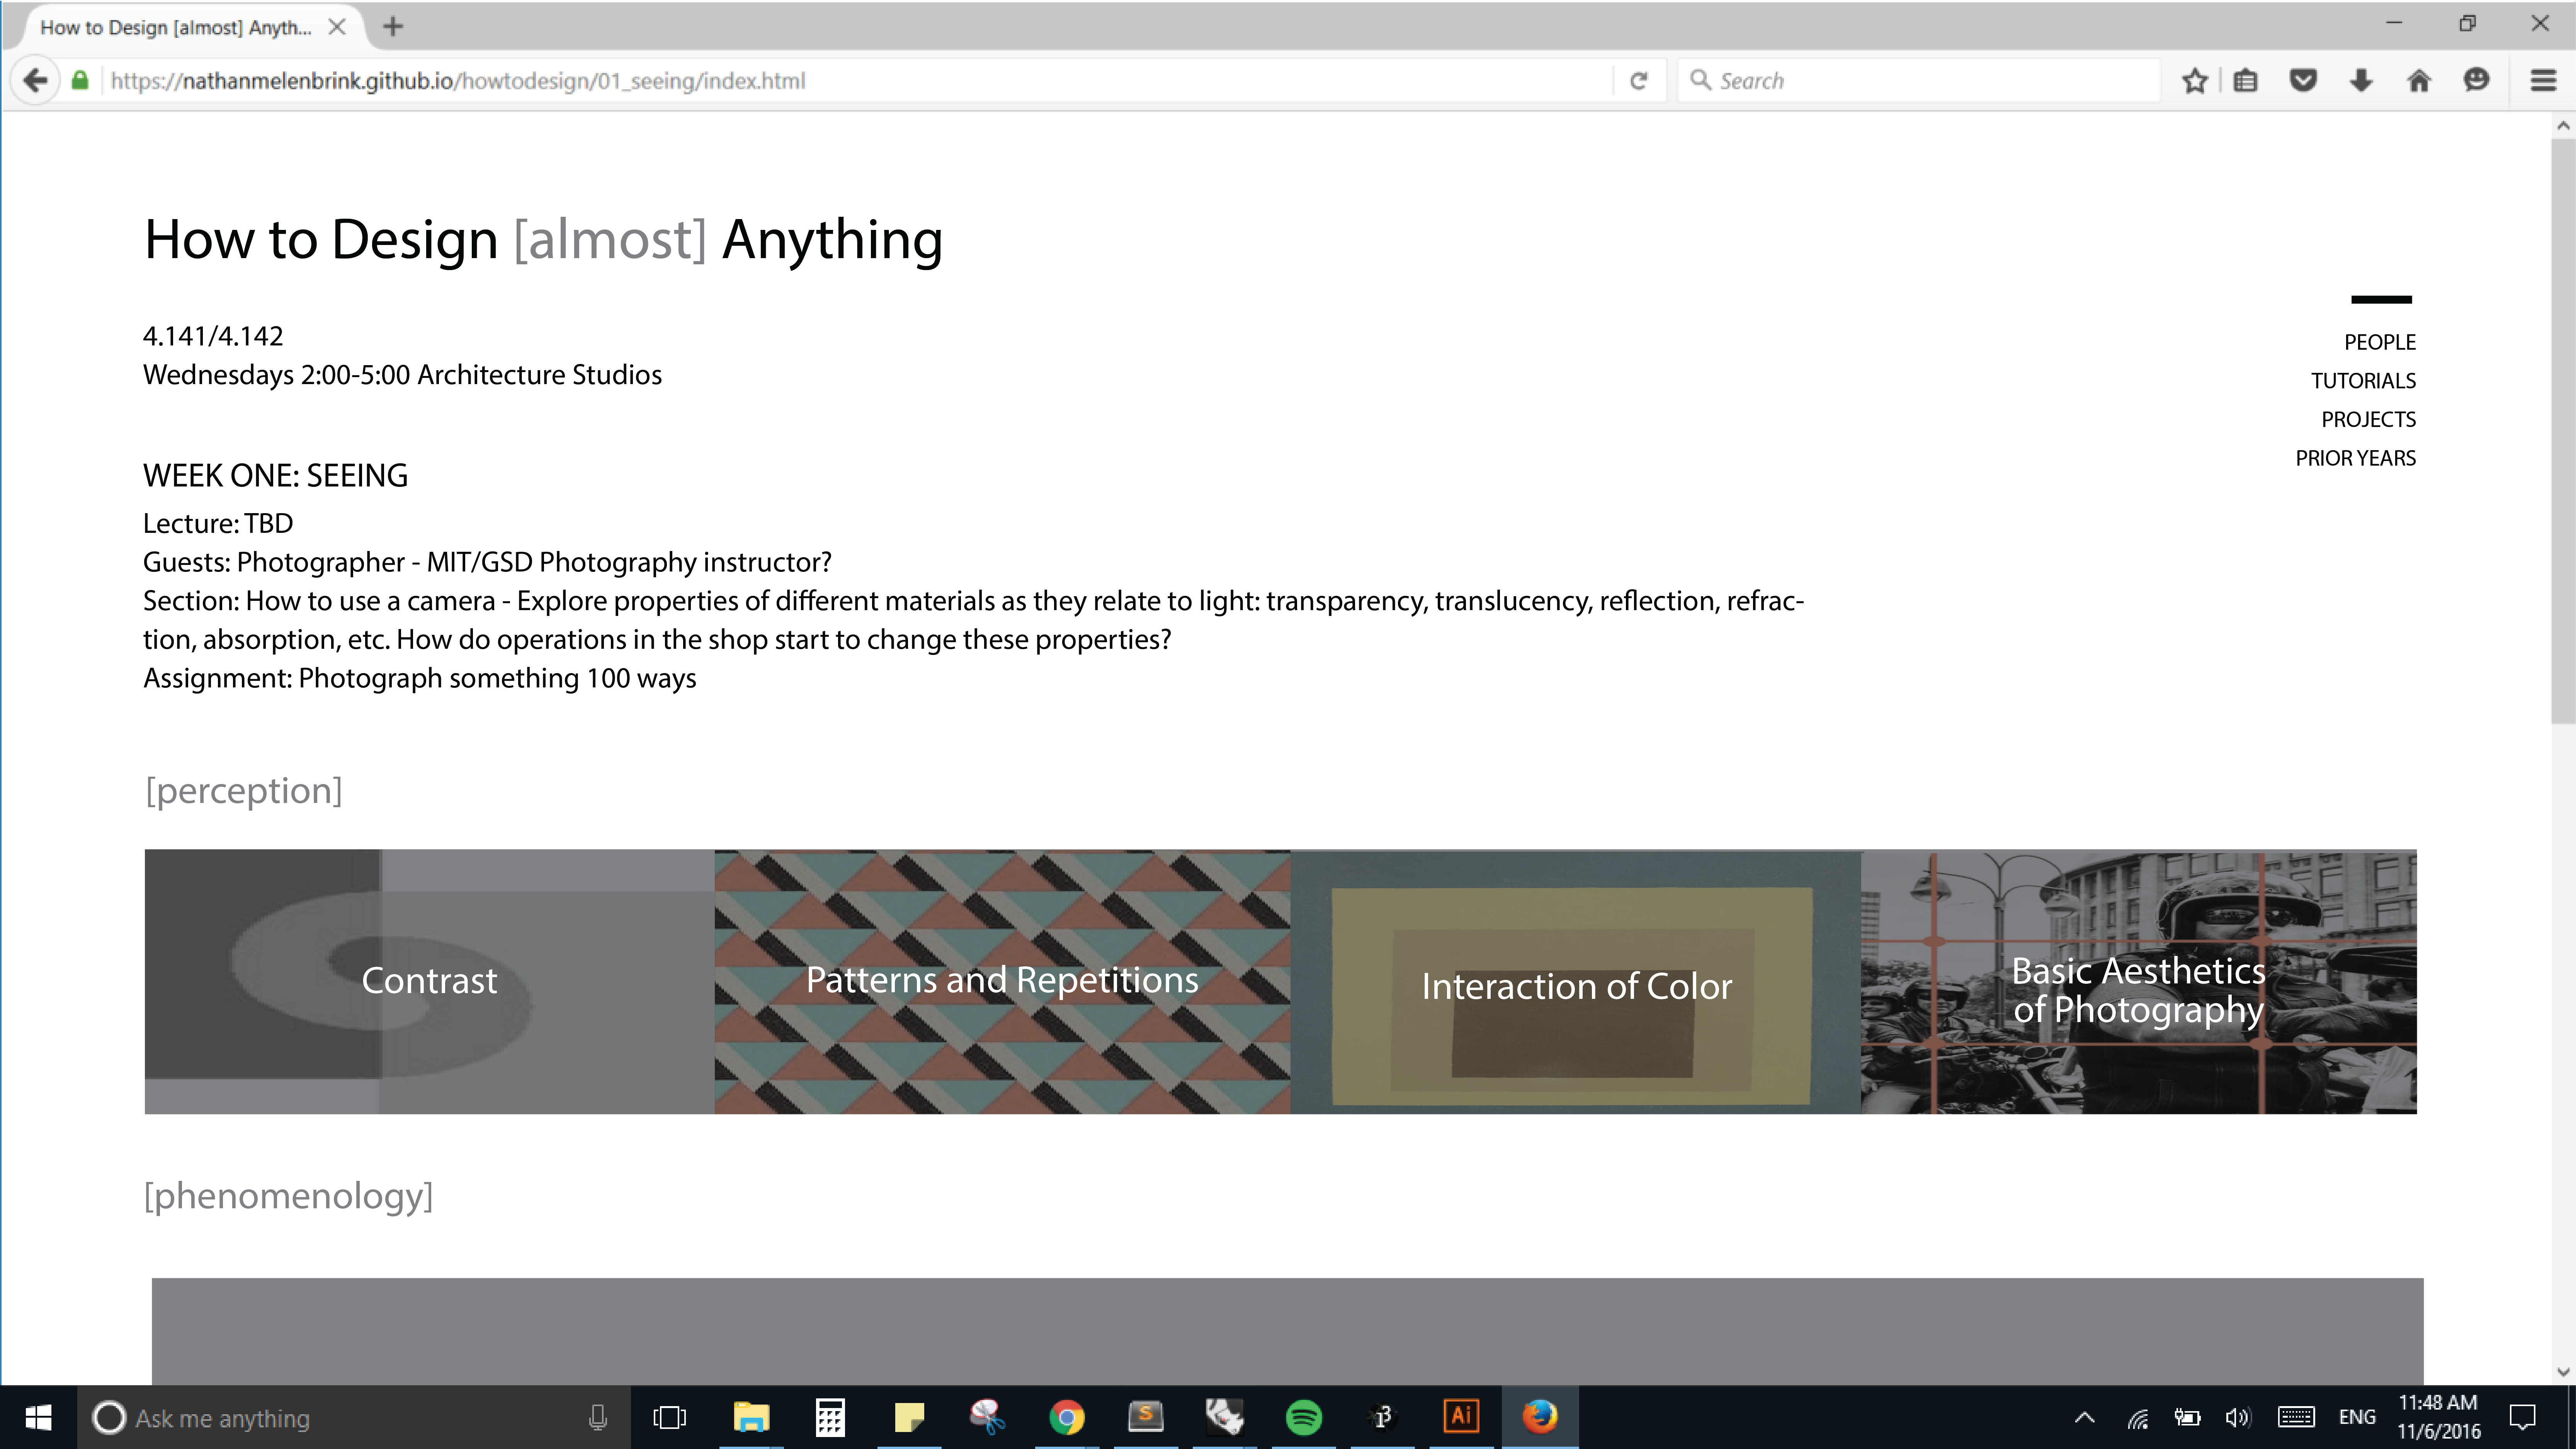 How to Design [almost] Anyth...
https://nathanmelenbrink.github.io/howtodesign/01_seeing/index.html
Search
How to Design [almost] Anything
4.141/4.142
Wednesdays 2:00-5:00 Architecture Studios
PEOPLE
TUTORIALS
PROJECTS
PRIOR YEARS
WEEK ONE: SEEING
Lecture: TBD
Guests: Photographer - MIT/GSD Photography instructor?
Section: How to use a camera - Explore properties of different materials as they relate to light: transparency, translucency, reflection, refrac-
tion, absorption, etc. How do operations in the shop start to change these properties?
Assignment: Photograph something 100 ways
[perception]
Contrast
Patterns and Repetitions
Interaction of Color
Basic Aesthetics
of Photography
[phenomenology]
Ask me anything
S
Ai
ENG
11:48 AM
11/6/2016